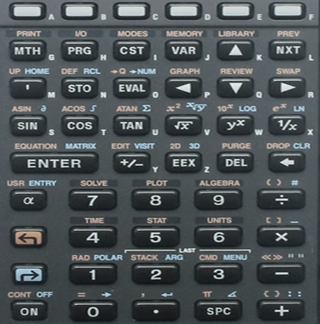 A B C D E F
PRINT I/O MODES MEMORY LIBRARY PREV
MTH PRG CST VAR ▲ NXT
G H I J K L
UP HOME DEF RCL →Q →NUM GRAPH REVIEW SWAP
' STO EVAL ◄ ▼ ►
M N O P Q R
ASIN ∂ ACOS ∫ ATAN Σ x² ˣ√y 10ˣ LOG eˣ LN
SIN COS TAN √x yˣ 1/x
S T U V W X
EQUATION MATRIX EDIT VISIT 2D 3D PURGE DROP CLR
ENTER +/− EEX DEL ←
Y Z
USR ENTRY SOLVE PLOT ALGEBRA ( ) #
α 7 8 9 ÷
TIME STAT UNITS [ ] _
↰ 4 5 6 ×
LAST
RAD POLAR STACK ARG CMD MENU << >> " "
↱ 1 2 3 −
CONT OFF = → , ↵ π ∠ { } : :
ON 0 . SPC +